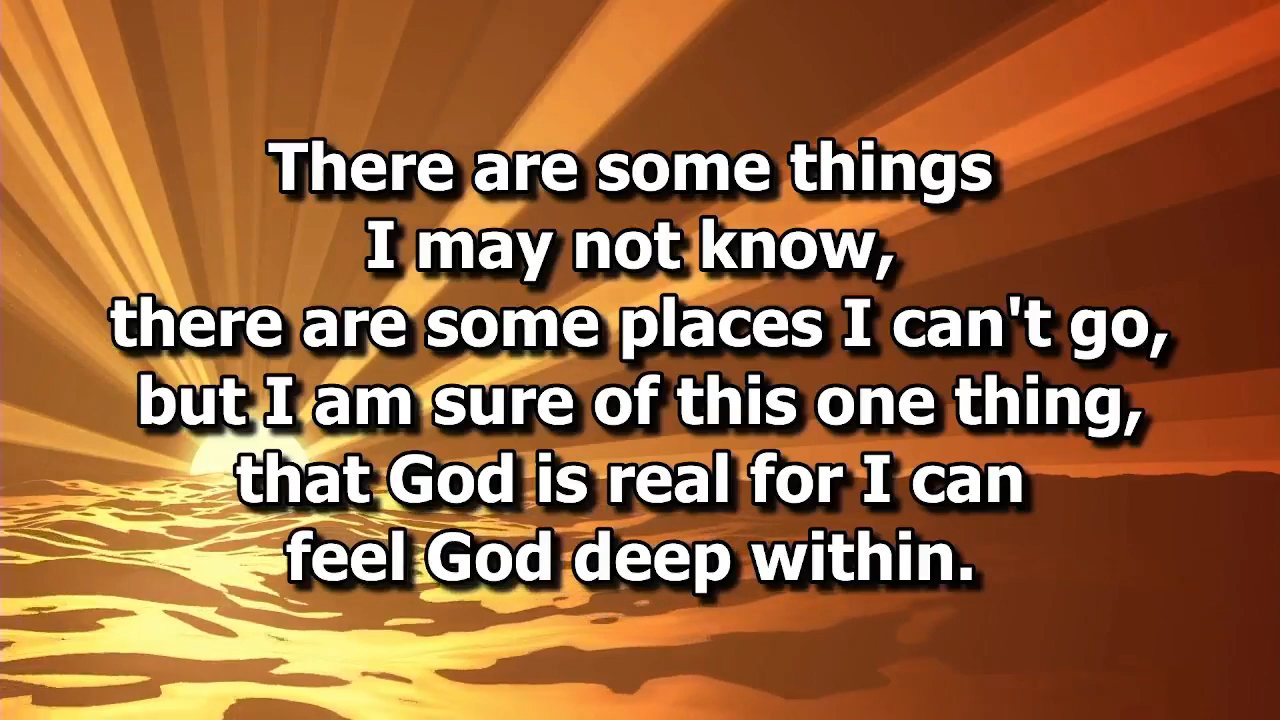 There are some things
I may not know,
there are some places I can't go,
but I am sure of this one thing,
that God is real for I can
feel God deep within.